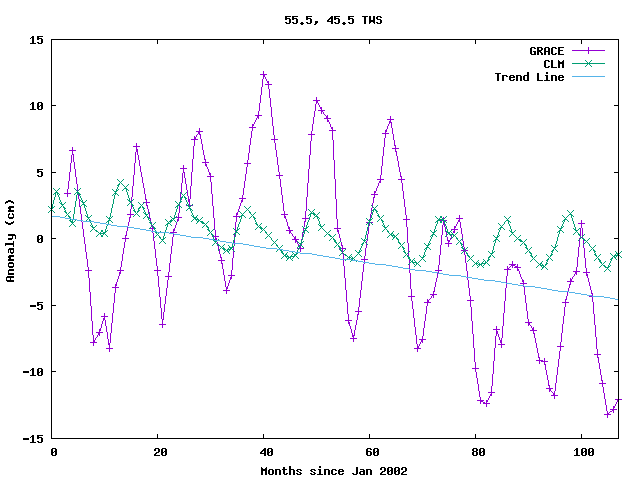 55.5, 45.5 TWS
GRACE
CLM
Trend Line
Anomaly (cm)
15
10
5
0
-5
-10
-15
0 20 40 60 80 100
Months since Jan 2002